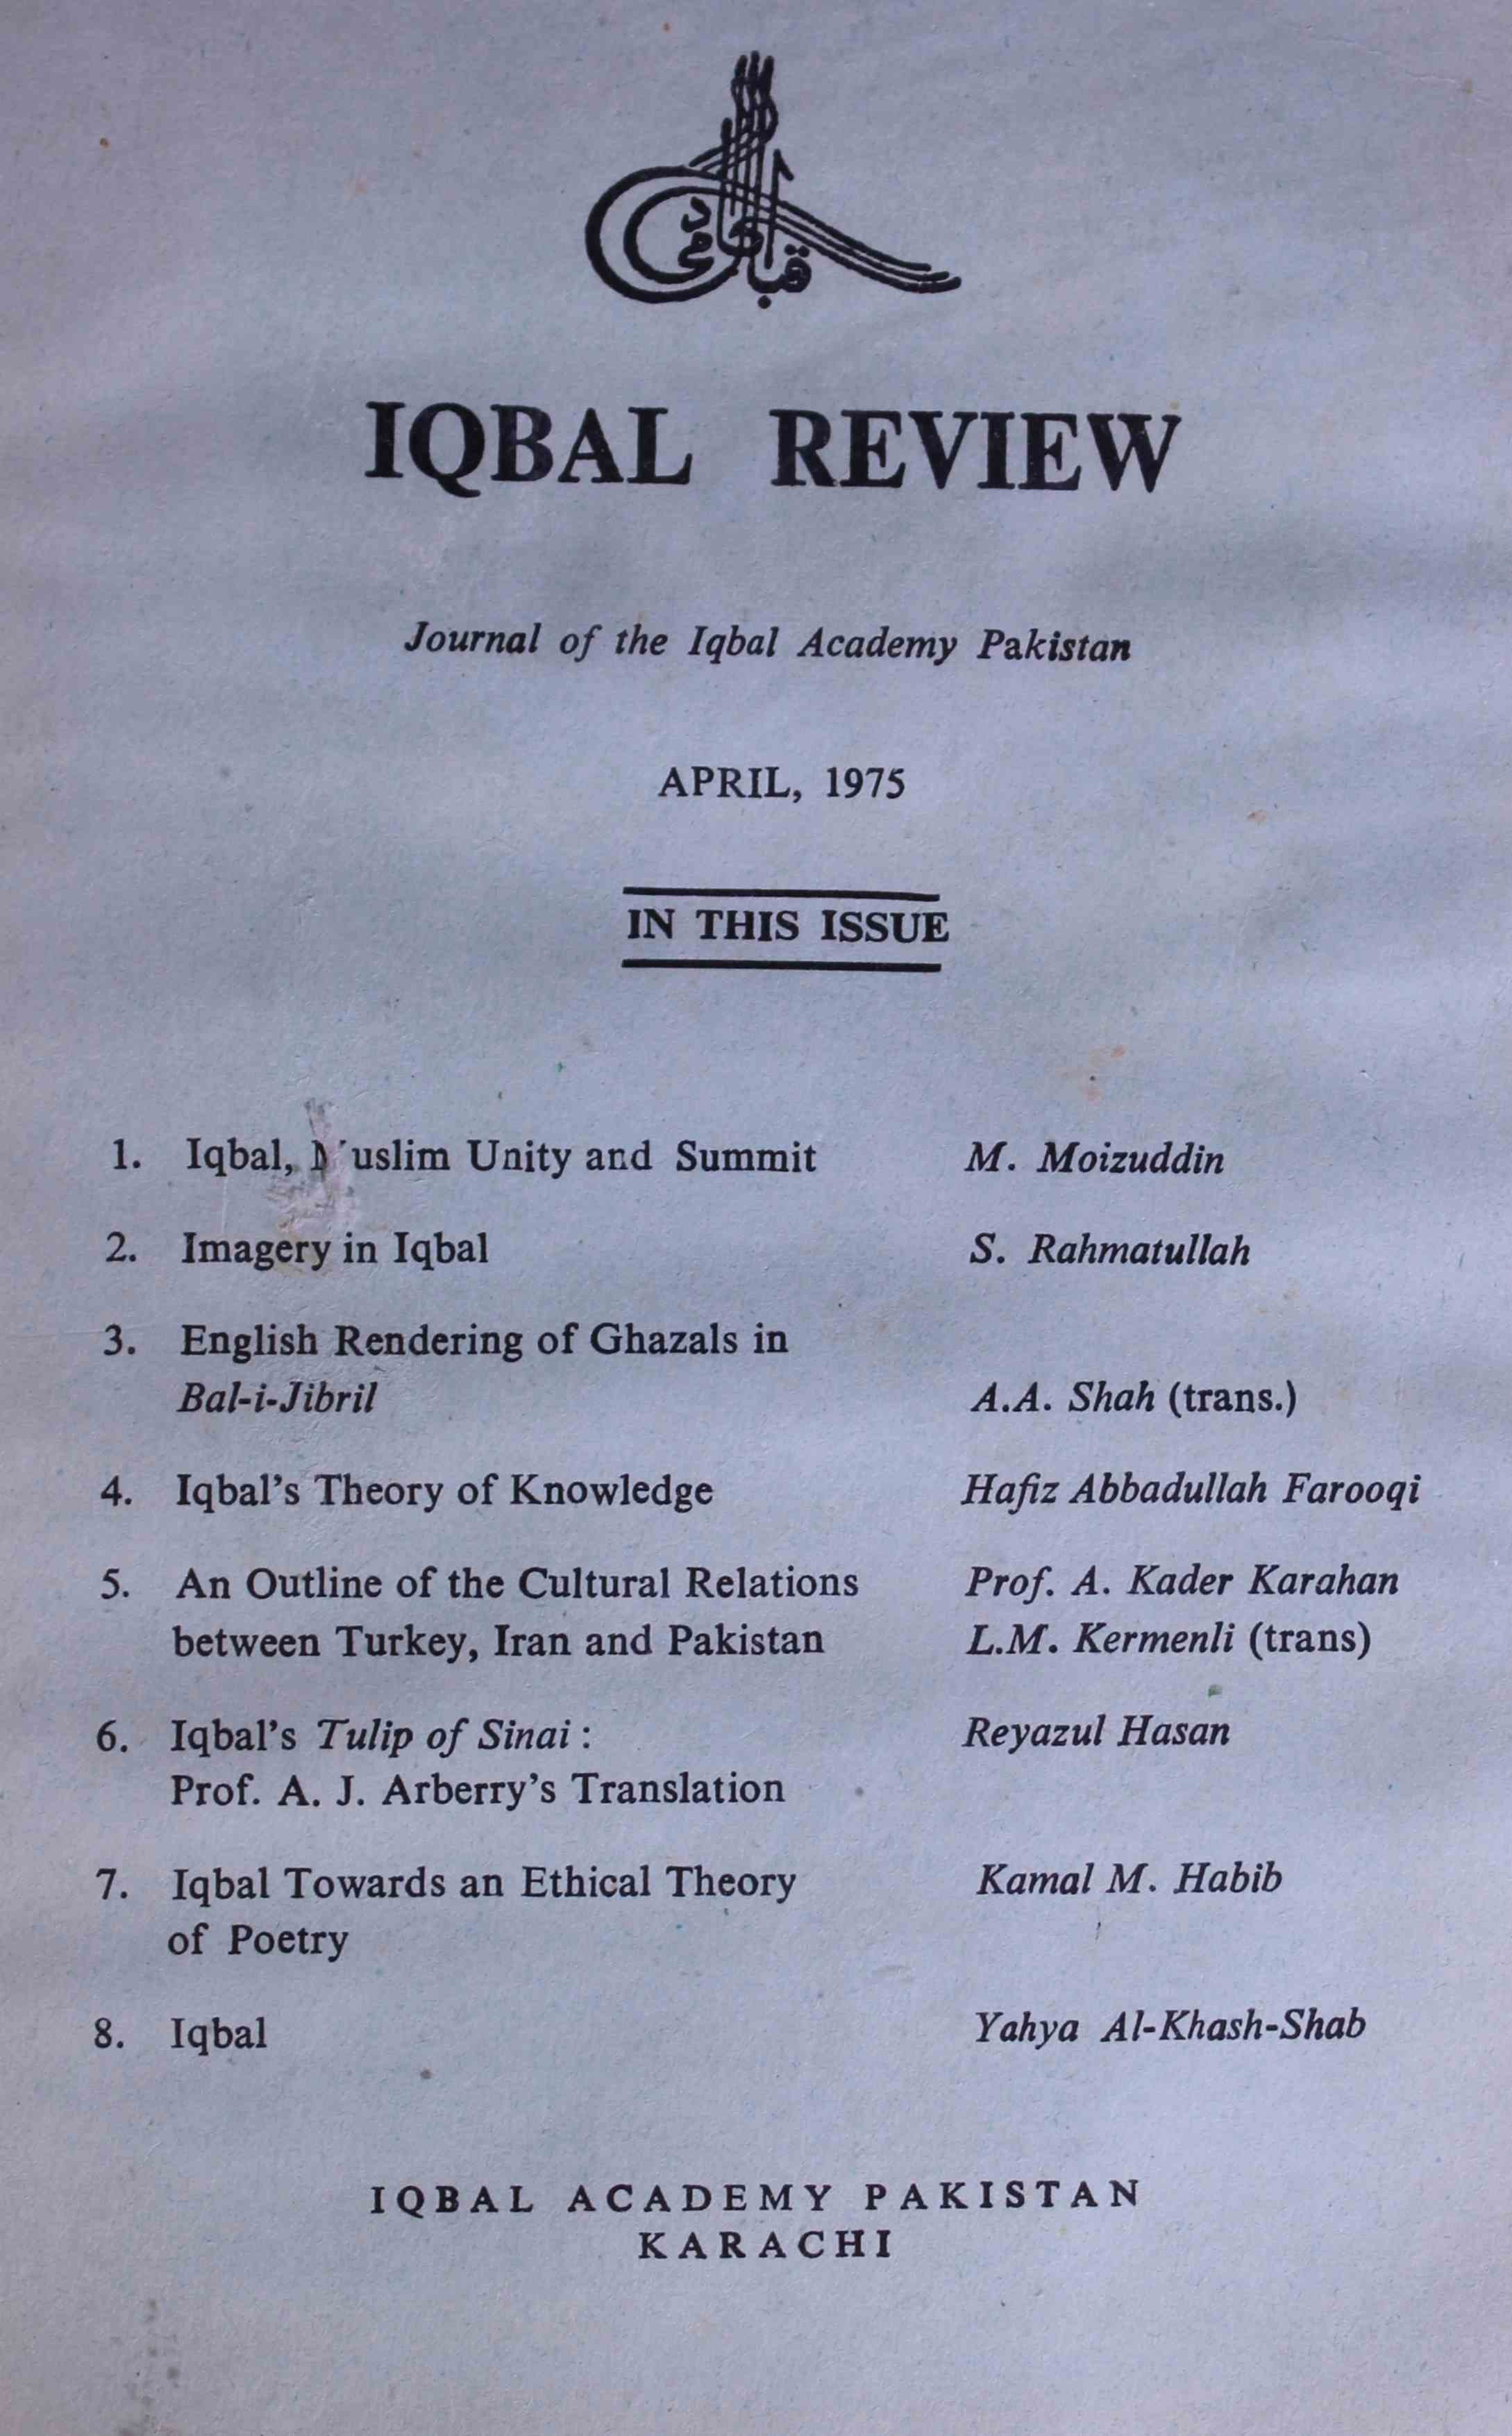 IQBAL REVIEW
Journal of the Iqbal Academy Pakistan
APRIL, 1975
IN THIS ISSUE
1. Iqbal, Muslim Unity and Summit M. Moizuddin
2. Imagery in Iqbal S. Rahmatullah
3. English Rendering of Ghazals in
Bal-i-Jibril A.A. Shah (trans.)
4. Iqbal's Theory of Knowledge Hafiz Abbadullah Farooqi
5. An Outline of the Cultural Relations Prof. A. Kader Karahan
between Turkey, Iran and Pakistan L.M. Kermenli (trans)
6. Iqbal's Tulip of Sinai : Reyazul Hasan
Prof. A. J. Arberry's Translation
7. Iqbal Towards an Ethical Theory Kamal M. Habib
of Poetry
8. Iqbal Yahya Al-Khash-Shab
IQBAL ACADEMY PAKISTAN
KARACHI